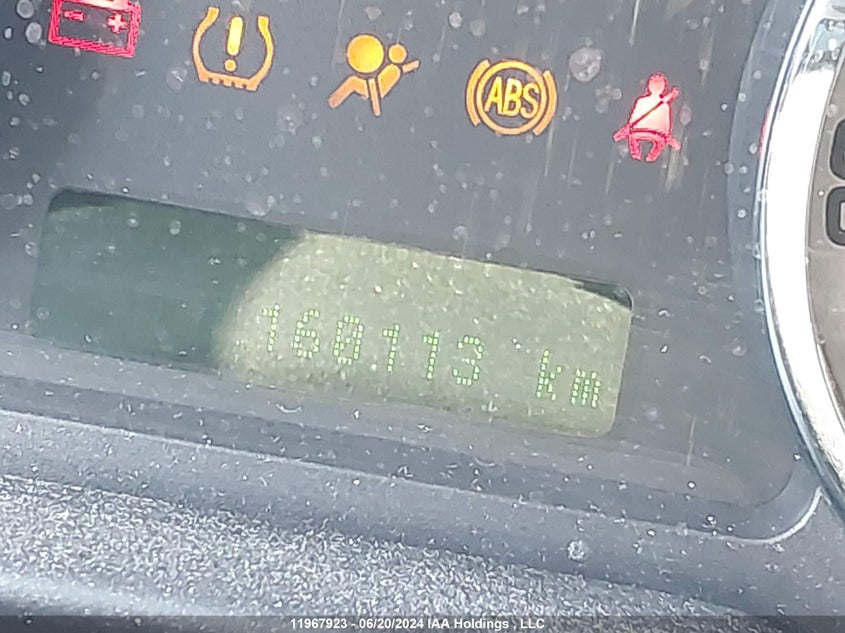 ABS
160113 km
11967923 - 06/20/2024 IAA Holdings , LLC